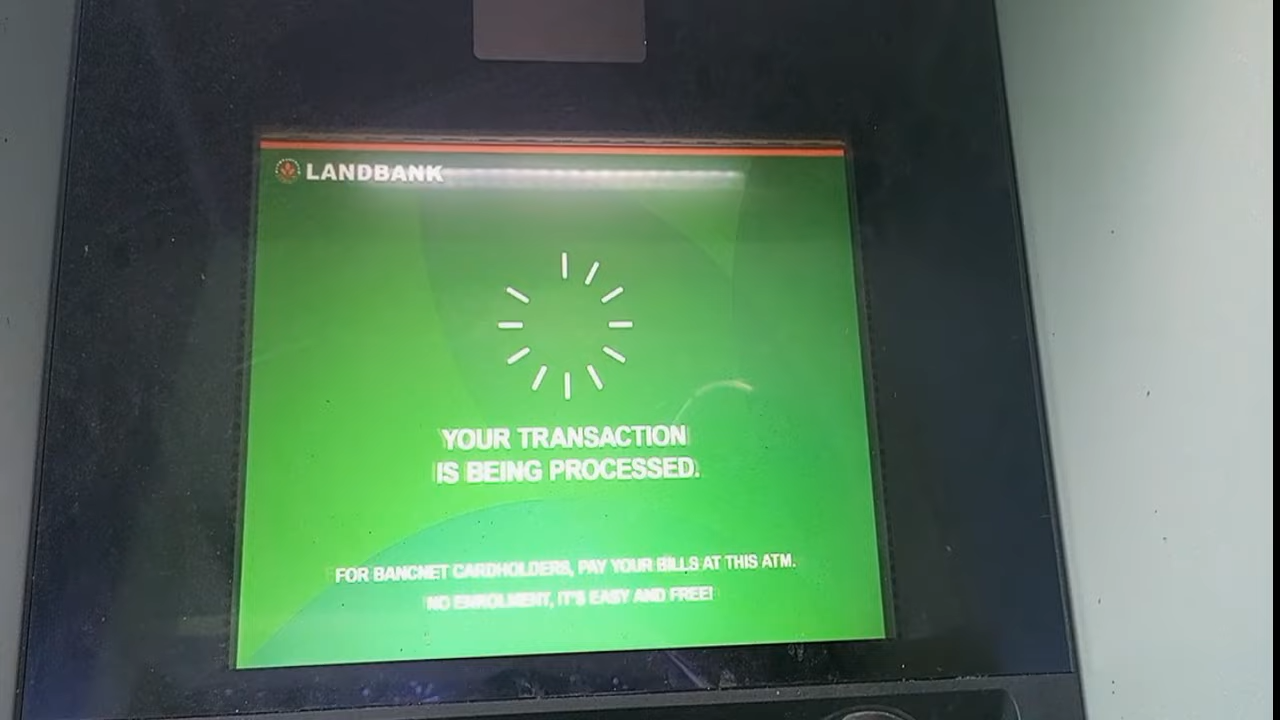 LANDBANK
YOUR TRANSACTION
IS BEING PROCESSED.
FOR BANCNET CARDHOLDERS, PAY YOUR BILLS AT THIS ATM.
NO ENROLMENT, IT'S EASY AND FREE!